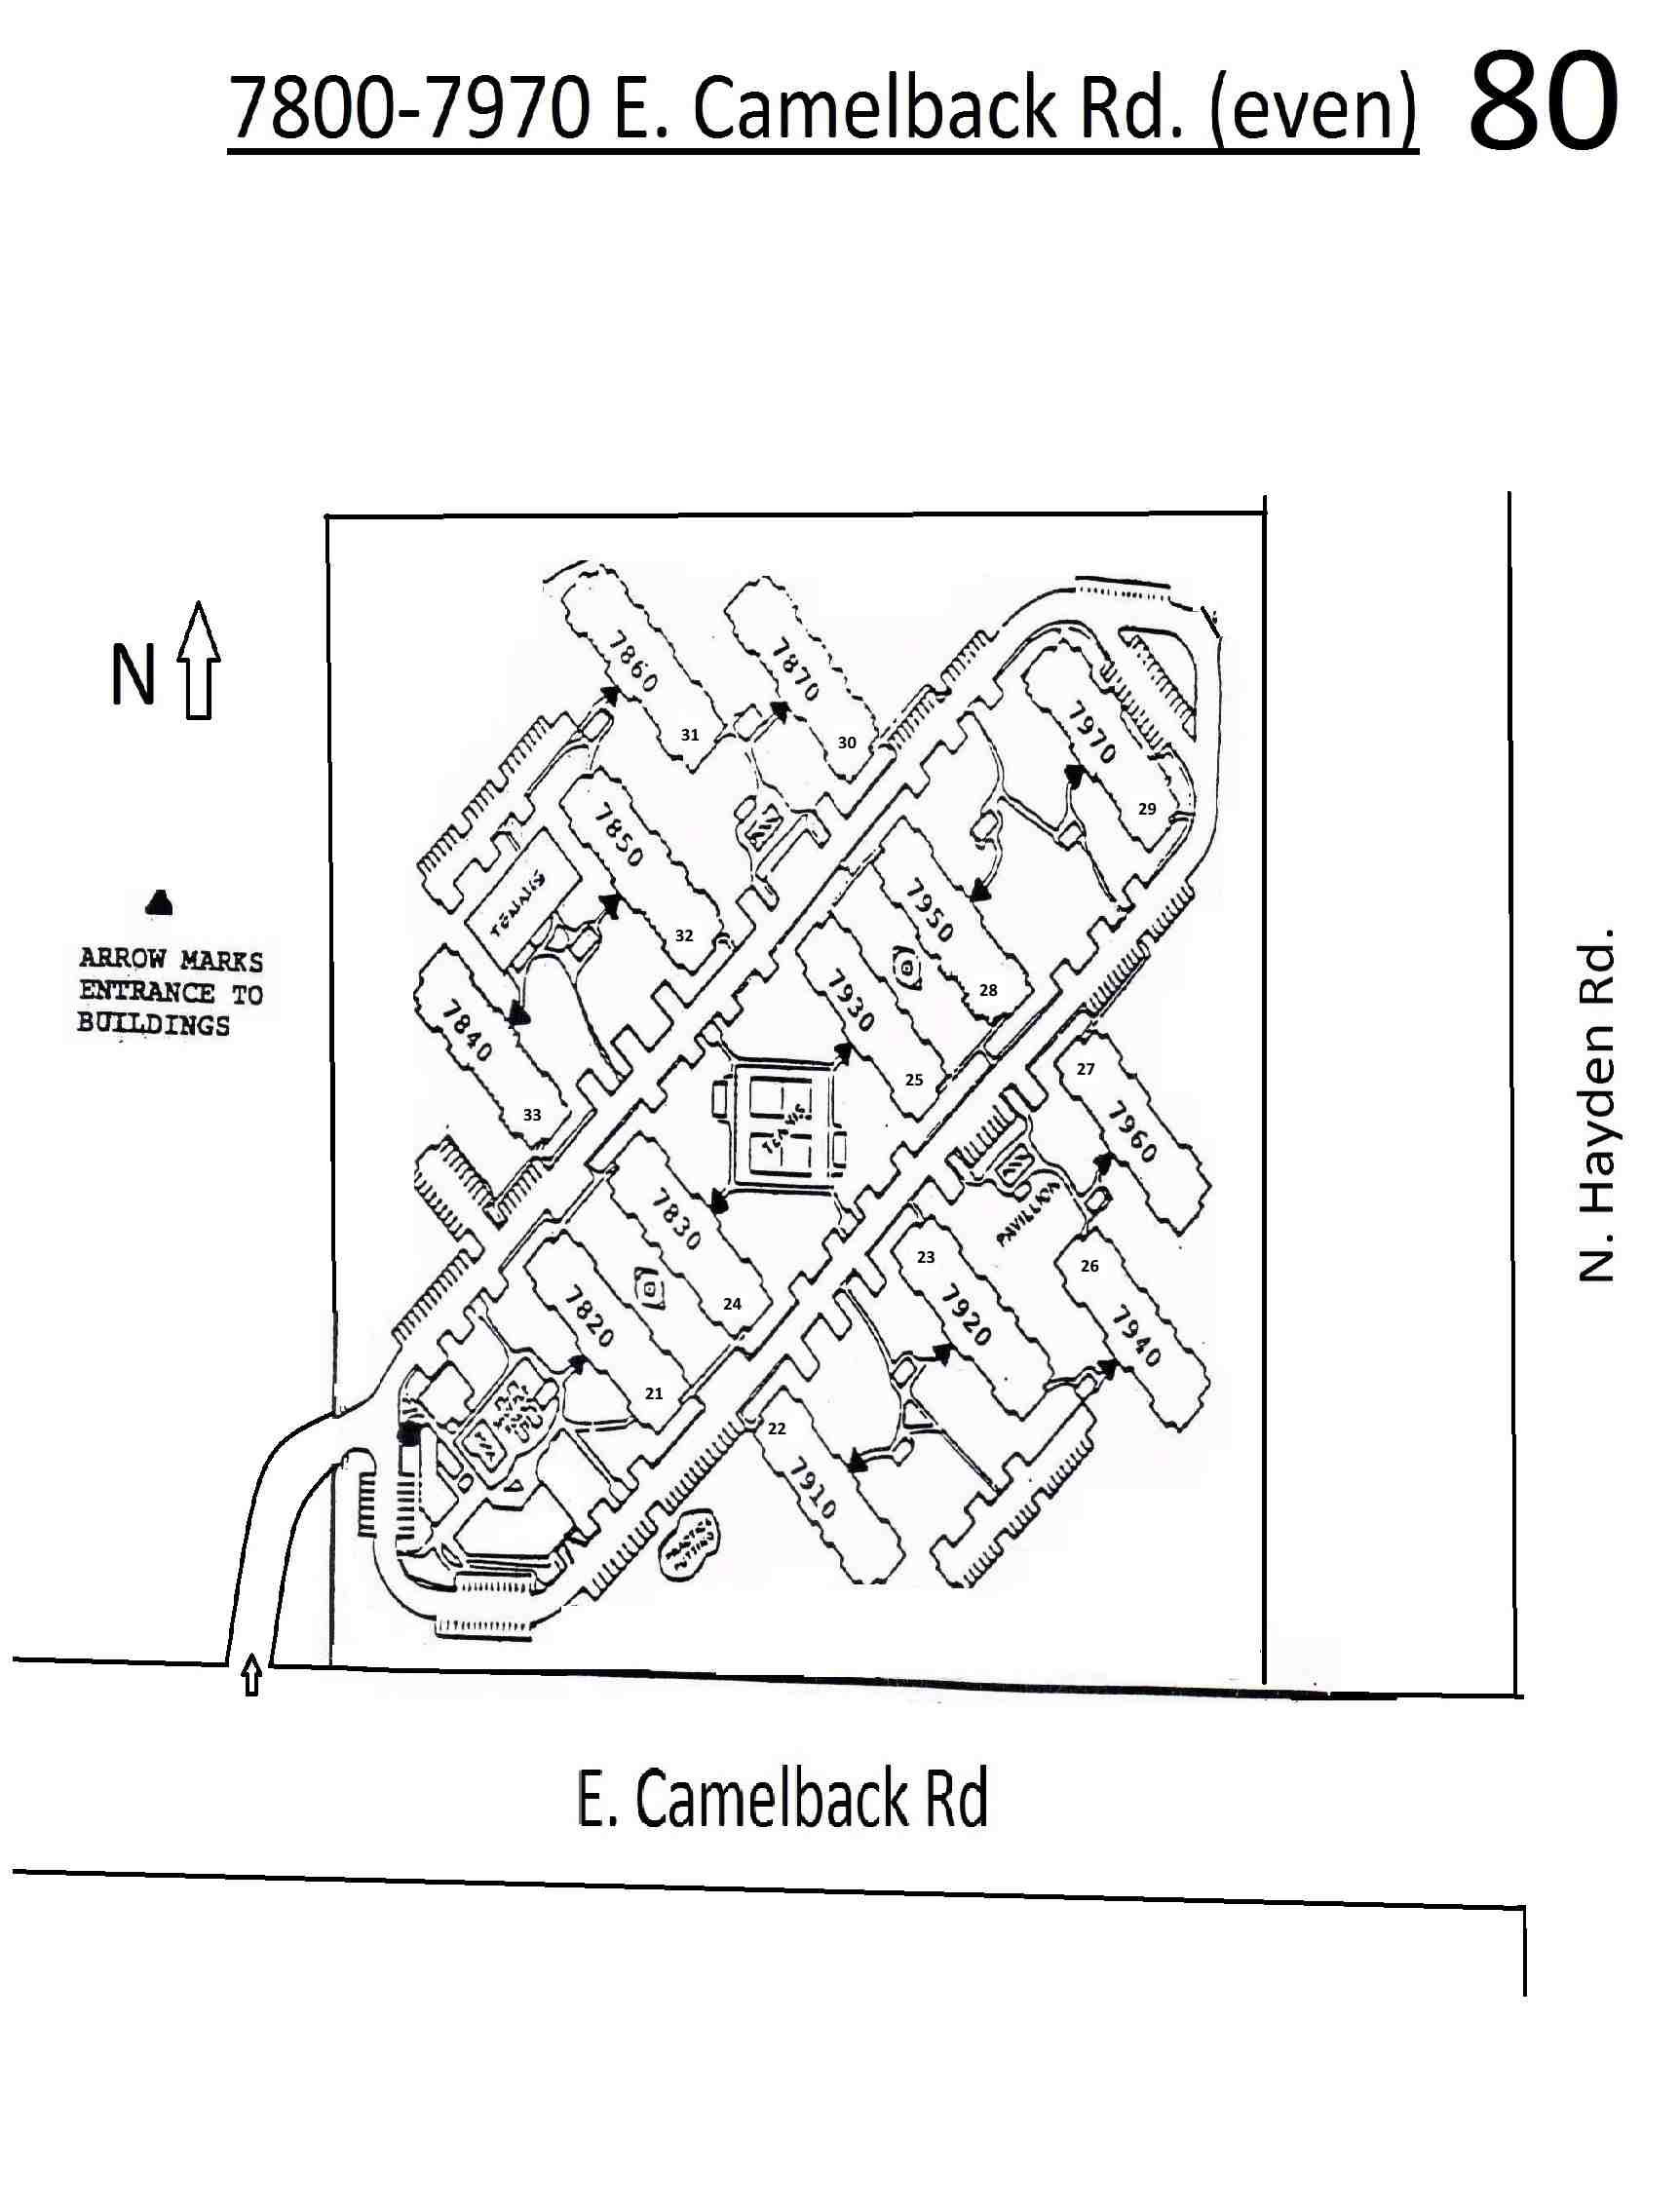 7800-7970 E. Camelback Rd. (even) 80
N
ARROW MARKS
ENTRANCE TO
BUILDINGS
7860
31
7870
30
7970
29
7850
32
TENNIS
7950
28
7840
33
7930
25
27
7960
TENNIS
PAVILLION
7830
24
7820
21
23
7920
26
7940
22
7910
PRACTICE
PUTTING
N. Hayden Rd.
E. Camelback Rd